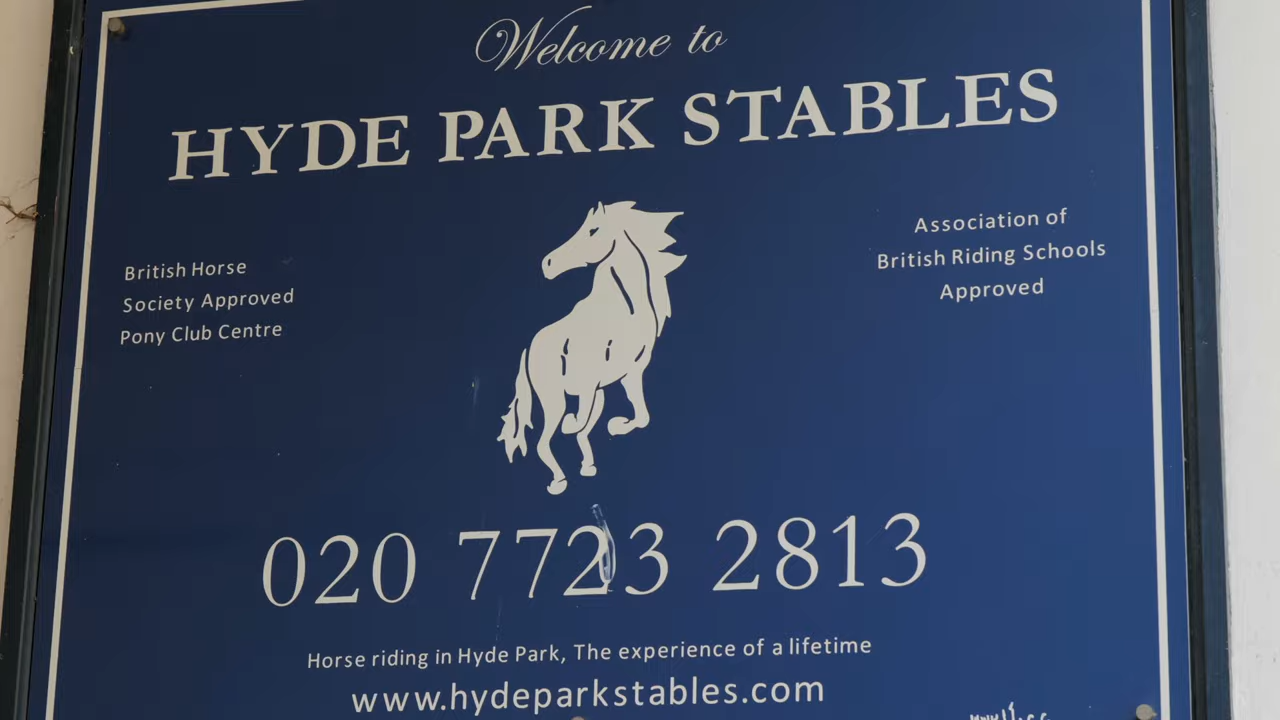 Welcome to
HYDE PARK STABLES
British Horse
Society Approved
Pony Club Centre
Association of
British Riding Schools
Approved
020 7723 2813
Horse riding in Hyde Park, The experience of a lifetime
www.hydeparkstables.com